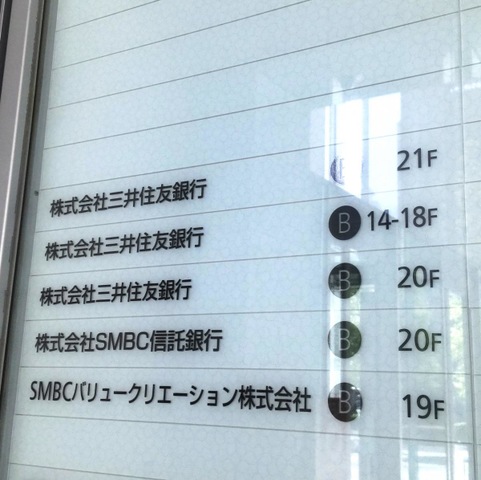 株式会社三井住友銀行 21F
株式会社三井住友銀行 B 14-18F
株式会社三井住友銀行 B 20F
株式会社SMBC信託銀行 B 20F
SMBCバリュークリエーション株式会社 B 19F